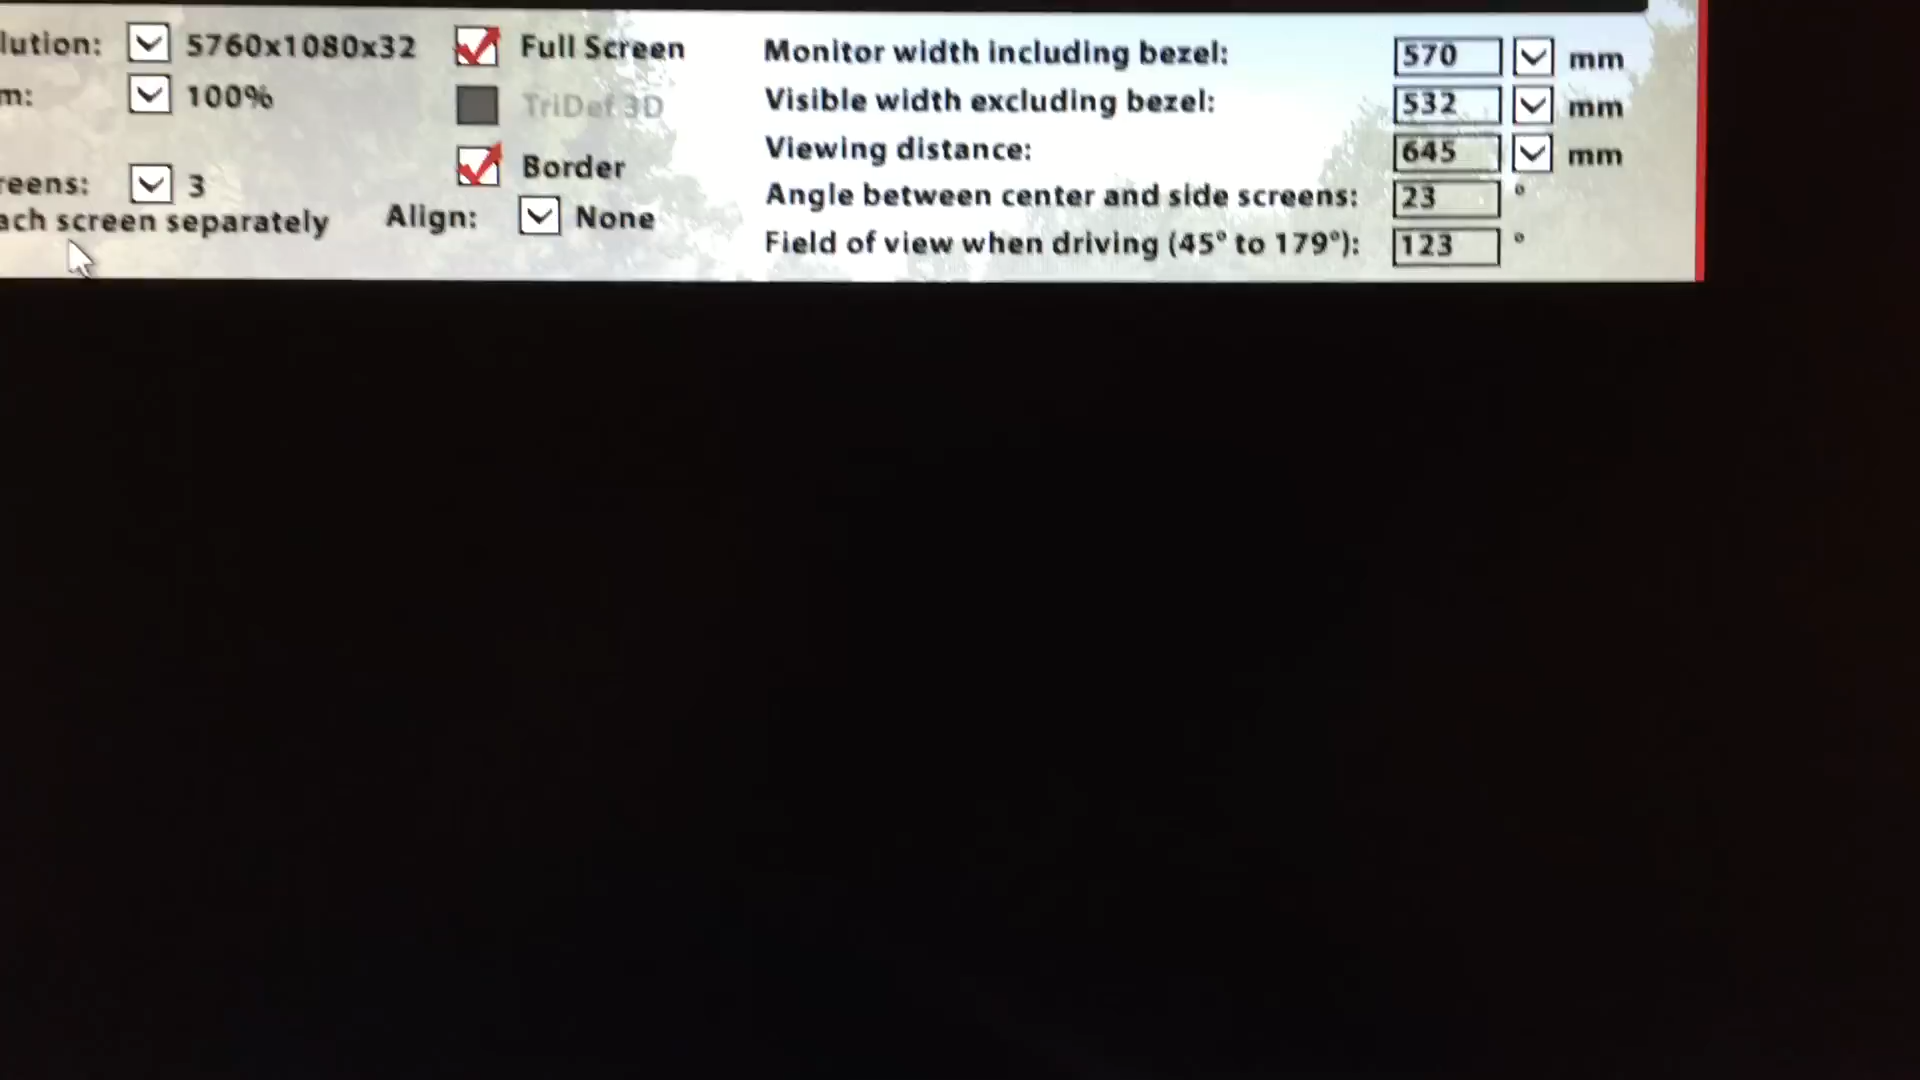 lution: 5760x1080x32
m: 100%
reens: 3
ach screen separately
Full Screen
TriDef 3D
Border
Align: None
Monitor width including bezel: 570 mm
Visible width excluding bezel: 532 mm
Viewing distance: 645 mm
Angle between center and side screens: 23 °
Field of view when driving (45° to 179°): 123 °